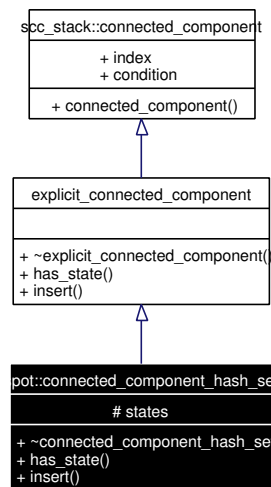 scc_stack::connected_component
+ index
+ condition
+ connected_component()
explicit_connected_component
+ ~explicit_connected_component()
+ has_state()
+ insert()
pot::connected_component_hash_se
# states
+ ~connected_component_hash_se
+ has_state()
+ insert()